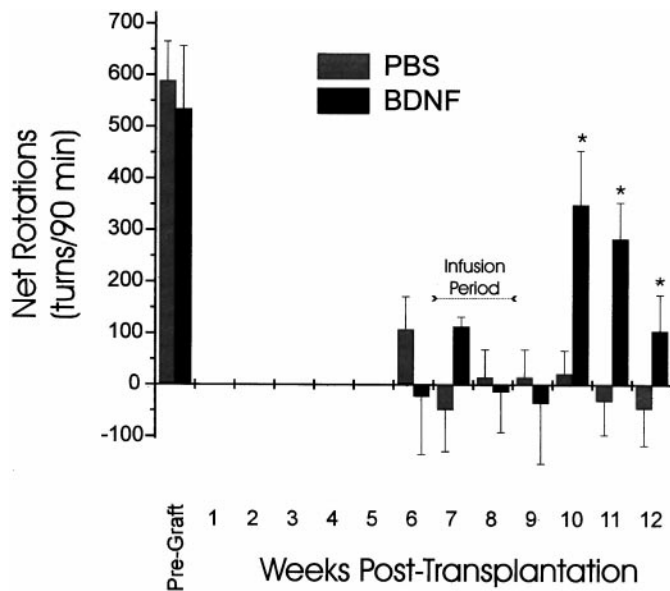 700
600
500
400
300
200
100
0
-100
Net Rotations
(turns/90 min)
PBS
BDNF
Infusion
Period
*
*
*
Pre-Graft 1 2 3 4 5 6 7 8 9 10 11 12
Weeks Post-Transplantation